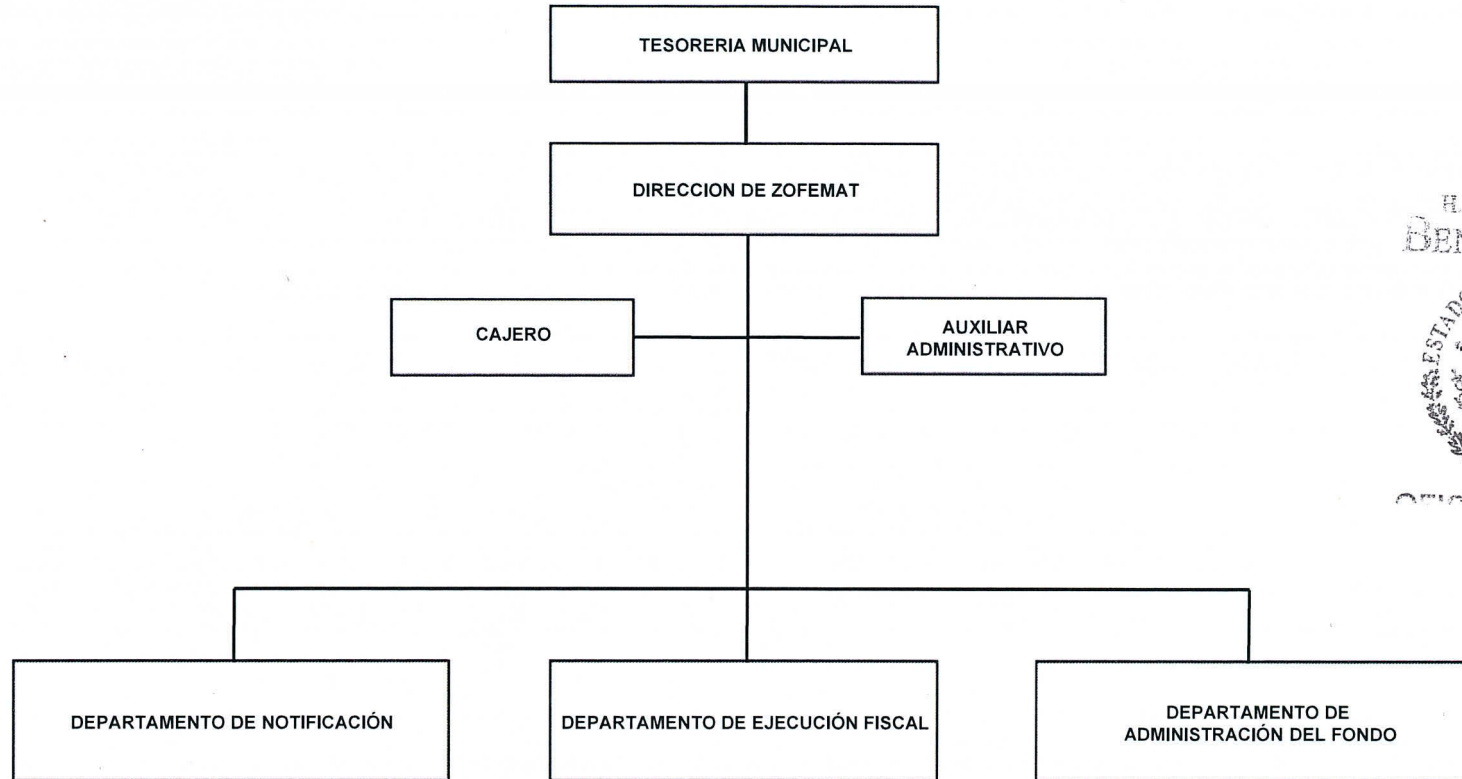 TESORERIA MUNICIPAL
DIRECCION DE ZOFEMAT
CAJERO
AUXILIAR
ADMINISTRATIVO
ESTADO
DEPARTAMENTO DE NOTIFICACIÓN
DEPARTAMENTO DE EJECUCIÓN FISCAL
DEPARTAMENTO DE
ADMINISTRACIÓN DEL FONDO